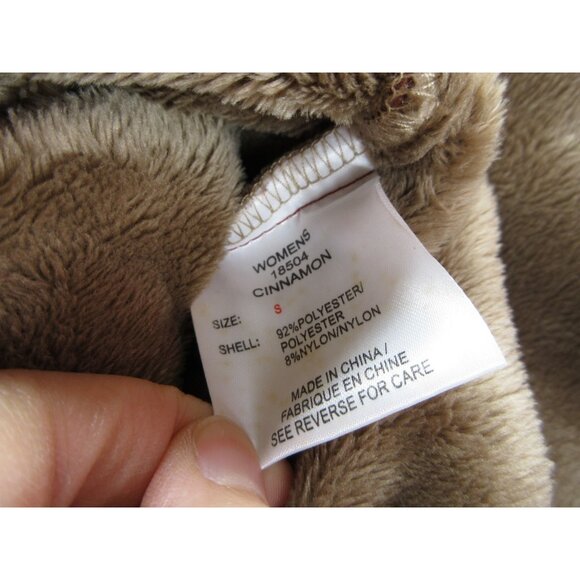 WOMENS
18504
CINNAMON
SIZE: S
SHELL: 92%POLYESTER/
POLYESTER
8%NYLON/NYLON
MADE IN CHINA/
FABRIQUE EN CHINE
SEE REVERSE FOR CARE